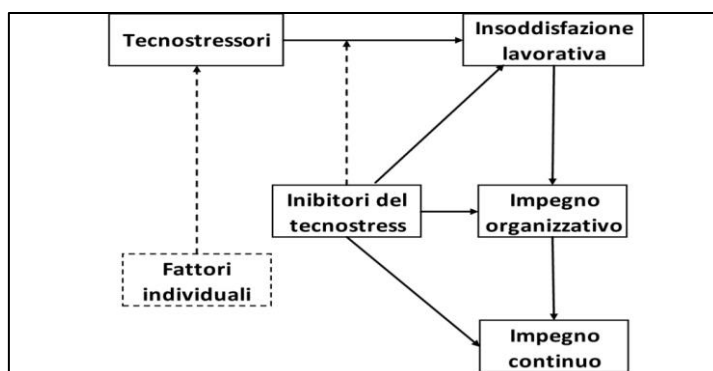 Tecnostressori
Insoddisfazione
lavorativa
Inibitori del
tecnostress
Impegno
organizzativo
Fattori
individuali
Impegno
continuo